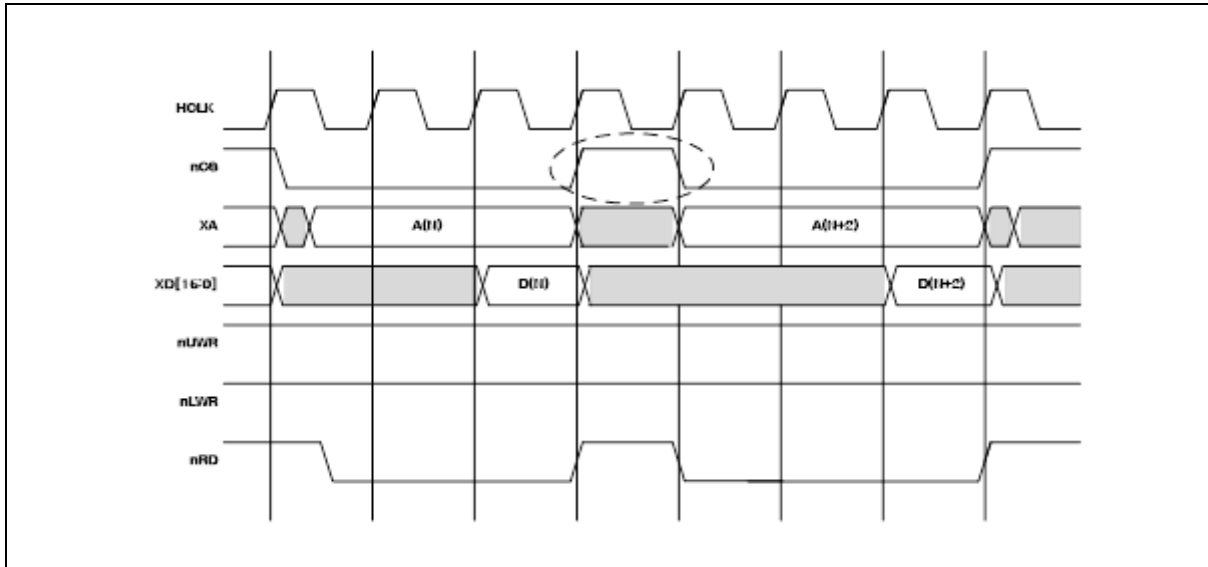 HCLK
nCS
XA
A(N)
A(N+2)
XD[15:0]
D(N)
D(N+2)
nUWR
nLWR
nRD